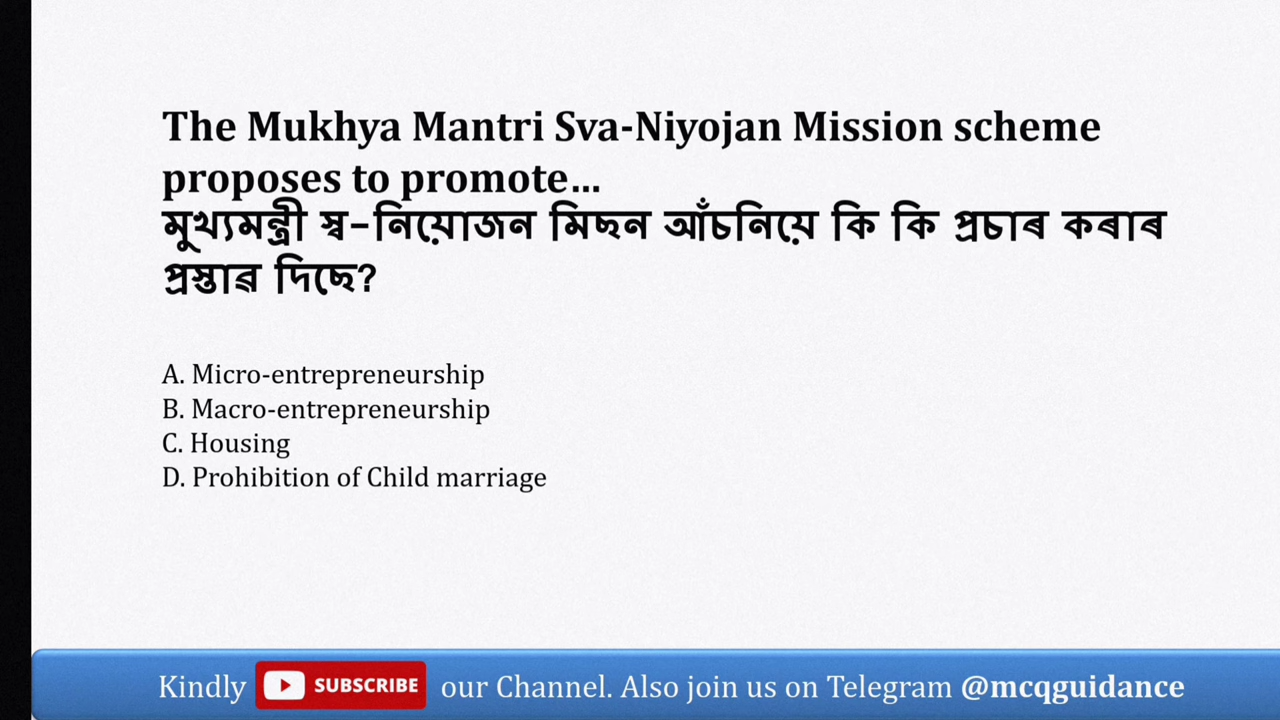 The Mukhya Mantri Sva-Niyojan Mission scheme
proposes to promote...
মুখ্যমন্ত্ৰী স্ব-নিয়োজন মিছন আঁচনিয়ে কি কি প্ৰচাৰ কৰাৰ
প্ৰস্তাৱ দিছে?
A. Micro-entrepreneurship
B. Macro-entrepreneurship
C. Housing
D. Prohibition of Child marriage
Kindly SUBSCRIBE our Channel. Also join us on Telegram @mcqguidance